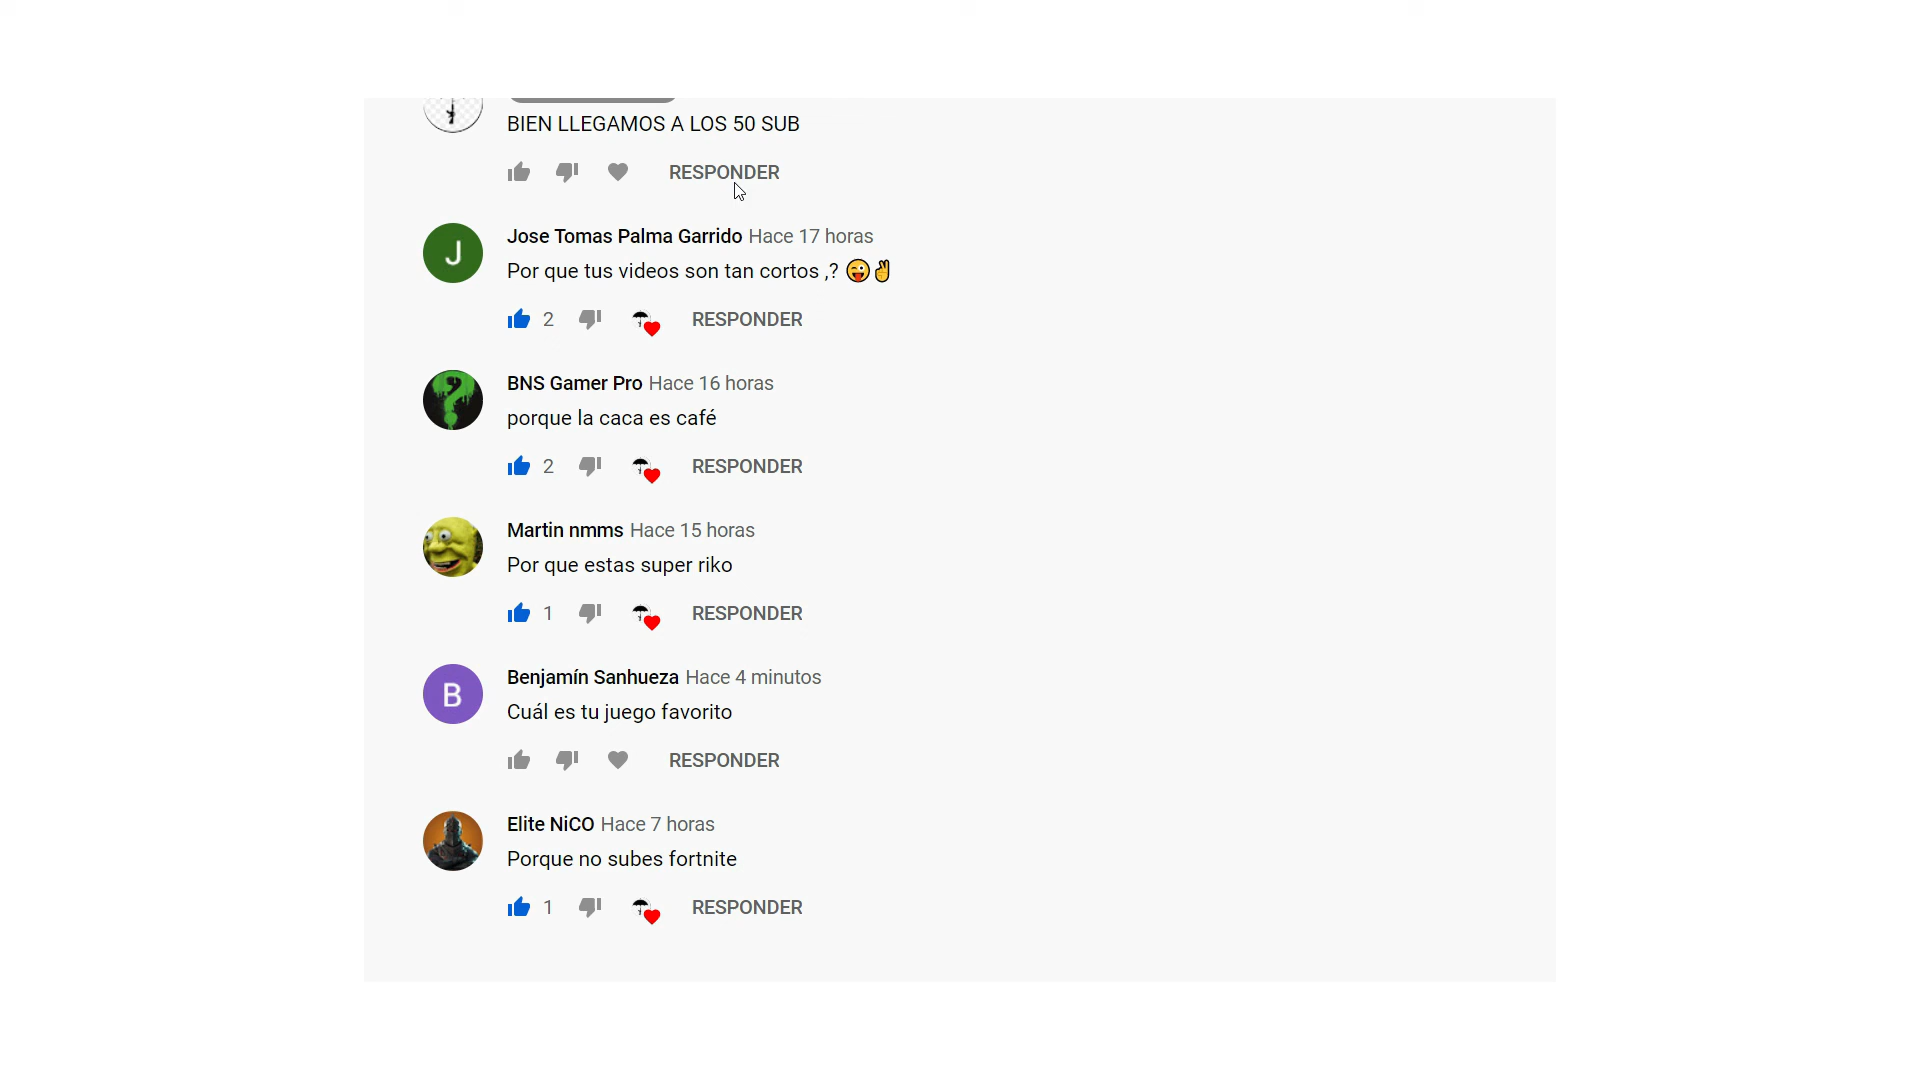 BIEN LLEGAMOS A LOS 50 SUB
RESPONDER
J
Jose Tomas Palma Garrido Hace 17 horas
Por que tus videos son tan cortos ,? 😜✌
2 RESPONDER
BNS Gamer Pro Hace 16 horas
porque la caca es café
2 RESPONDER
Martin nmms Hace 15 horas
Por que estas super riko
1 RESPONDER
B
Benjamín Sanhueza Hace 4 minutos
Cuál es tu juego favorito
RESPONDER
Elite NiCO Hace 7 horas
Porque no subes fortnite
1 RESPONDER